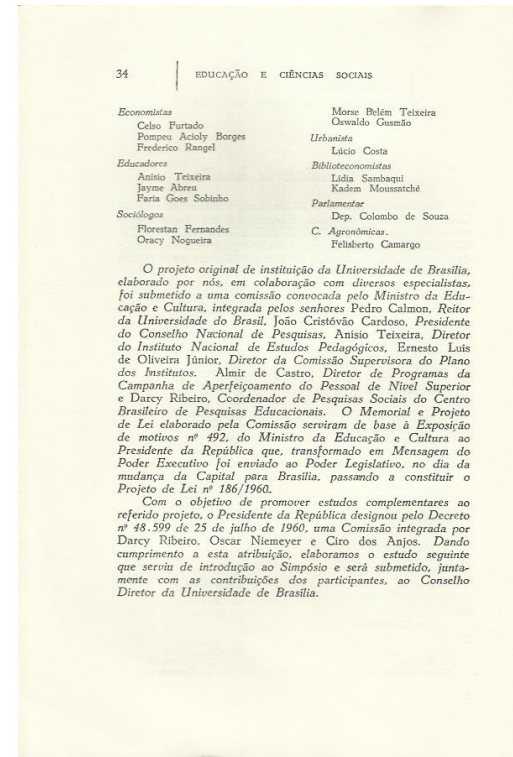 34
EDUCAÇÃO E CIÊNCIAS SOCIAIS
Economistas
Celso Furtado
Pompeu Acioly Borges
Frederico Rangel
Educadores
Anisio Teixeira
Jayme Abreu
Faria Goes Sobinho
Sociólogos
Florestan Fernandes
Oracy Nogueira
Morse Belém Teixeira
Oswaldo Gusmão
Urbanista
Lúcio Costa
Biblioteconomistas
Lídia Sambaqui
Kadem Moussatché
Parlamentar
Dep. Colombo de Souza
C. Agronômicas.
Felisberto Camargo
O projeto original de instituição da Universidade de Brasília,
elaborado por nós, em colaboração com diversos especialistas,
foi submetido a uma comissão convocada pelo Ministro da Edu-
cação e Cultura, integrada pelos senhores Pedro Calmon, Reitor
da Universidade do Brasil, João Cristóvão Cardoso, Presidente
do Conselho Nacional de Pesquisas, Anisio Teixeira, Diretor
do Instituto Nacional de Estudos Pedagógicos, Ernesto Luis
de Oliveira Júnior, Diretor da Comissão Supervisora do Plano
dos Institutos. Almir de Castro, Diretor de Programas da
Campanha de Aperfeiçoamento do Pessoal de Nivel Superior
e Darcy Ribeiro, Coordenador de Pesquisas Sociais do Centro
Brasileiro de Pesquisas Educacionais. O Memorial e Projeto
de Lei elaborado pela Comissão serviram de base à Exposição
de motivos nº 492, do Ministro da Educação e Cultura ao
Presidente da República que, transformado em Mensagem do
Poder Executivo foi enviado ao Poder Legislativo, no dia da
mudança da Capital para Brasília, passando a constituir o
Projeto de Lei nº 186/1960.
Com o objetivo de promover estudos complementares ao
referido projeto, o Presidente da República designou pelo Decreto
nº 48.599 de 25 de julho de 1960, uma Comissão integrada por
Darcy Ribeiro, Oscar Niemeyer e Ciro dos Anjos. Dando
cumprimento a esta atribuição, elaboramos o estudo seguinte
que serviu de introdução ao Simpósio e será submetido, junta-
mente com as contribuições dos participantes, ao Conselho
Diretor da Universidade de Brasília.